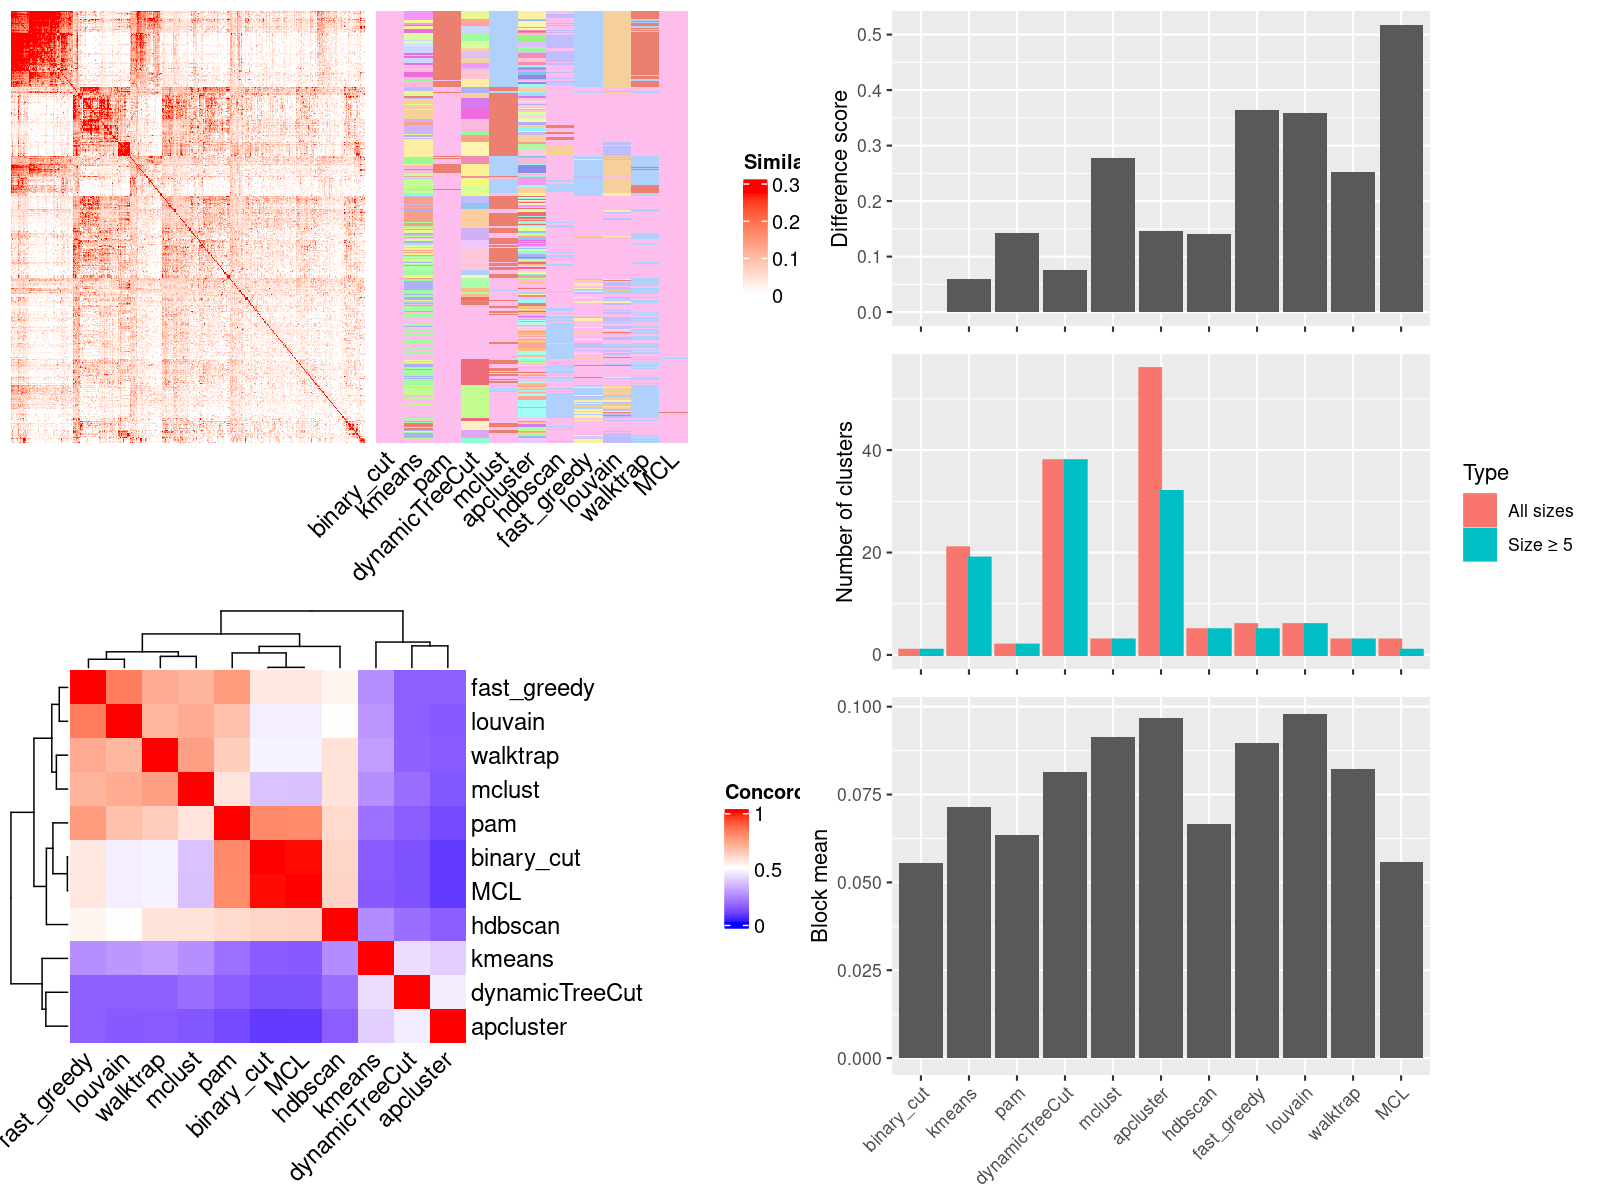 Simila
0.3
0.2
0.1
0
binary_cut
kmeans
pam
dynamicTreeCut
mclust
apcluster
hdbscan
fast_greedy
louvain
walktrap
MCL
fast_greedy
louvain
walktrap
mclust
pam
binary_cut
MCL
hdbscan
kmeans
dynamicTreeCut
apcluster
fast_greedy
louvain
walktrap
mclust
pam
binary_cut
MCL
hdbscan
kmeans
dynamicTreeCut
apcluster
Concord
1
0.5
0
Difference score
0.5
0.4
0.3
0.2
0.1
0.0
Number of clusters
40
20
0
Type
All sizes
Size ≥ 5
Block mean
0.100
0.075
0.050
0.025
0.000
binary_cut
kmeans
pam
dynamicTreeCut
mclust
apcluster
hdbscan
fast_greedy
louvain
walktrap
MCL